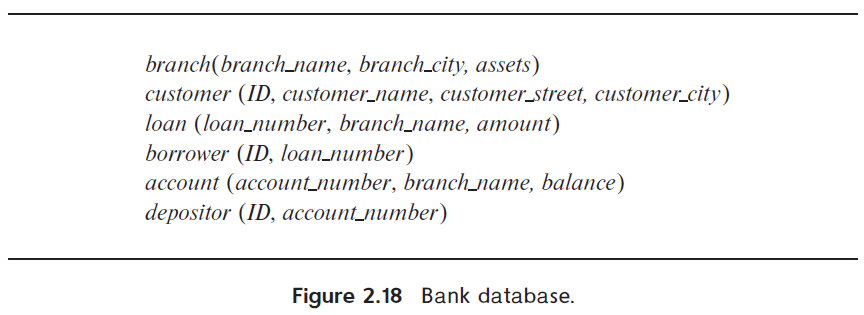 branch(branch_name, branch_city, assets)
customer (ID, customer_name, customer_street, customer_city)
loan (loan_number, branch_name, amount)
borrower (ID, loan_number)
account (account_number, branch_name, balance)
depositor (ID, account_number)
Figure 2.18 Bank database.